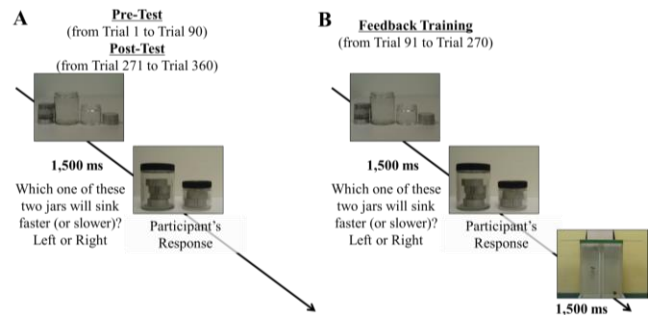 A
Pre-Test
(from Trial 1 to Trial 90)
Post-Test
(from Trial 271 to Trial 360)
1,500 ms
Which one of these
two jars will sink
faster (or slower)?
Left or Right
Participant's
Response
B
Feedback Training
(from Trial 91 to Trial 270)
1,500 ms
Which one of these
two jars will sink
faster (or slower)?
Left or Right
Participant's
Response
1,500 ms